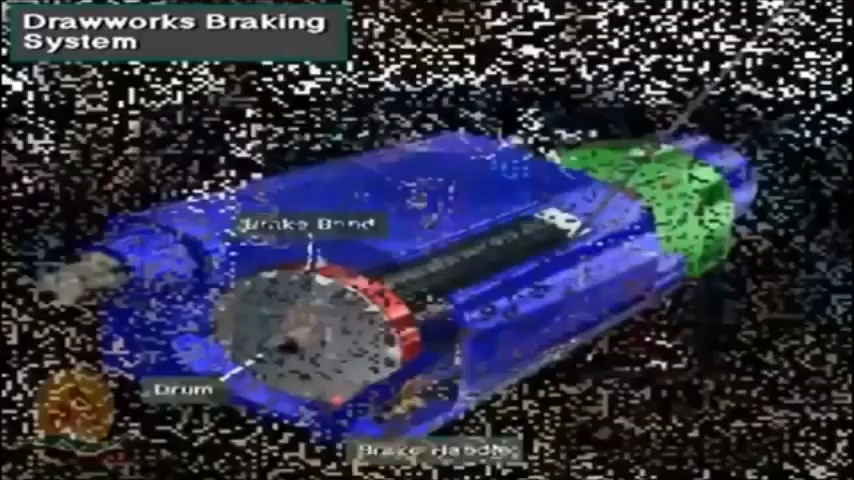 Drawworks Braking
System
Brake Band
Drum
Brake Handle